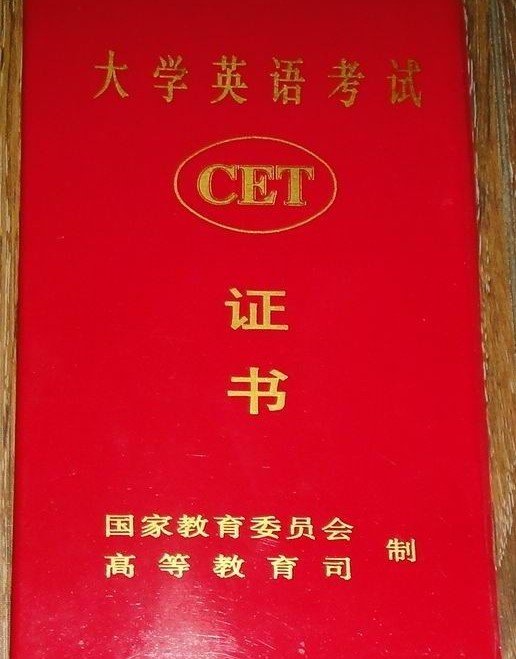 大学英语考试
CET
证
书
国家教育委员会
高等教育司 制